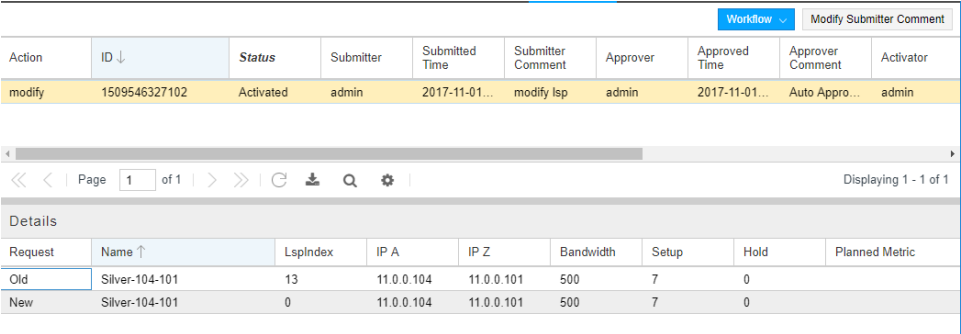 Workflow Modify Submitter Comment
Action ID Status Submitter Submitted Time Submitter Comment Approver Approved Time Approver Comment Activator
modify 1509546327102 Activated admin 2017-11-01... modify lsp admin 2017-11-01... Auto Appro... admin
Page 1 of 1 Displaying 1 - 1 of 1
Details
Request Name LspIndex IP A IP Z Bandwidth Setup Hold Planned Metric
Old Silver-104-101 13 11.0.0.104 11.0.0.101 500 7 0
New Silver-104-101 0 11.0.0.104 11.0.0.101 500 7 0